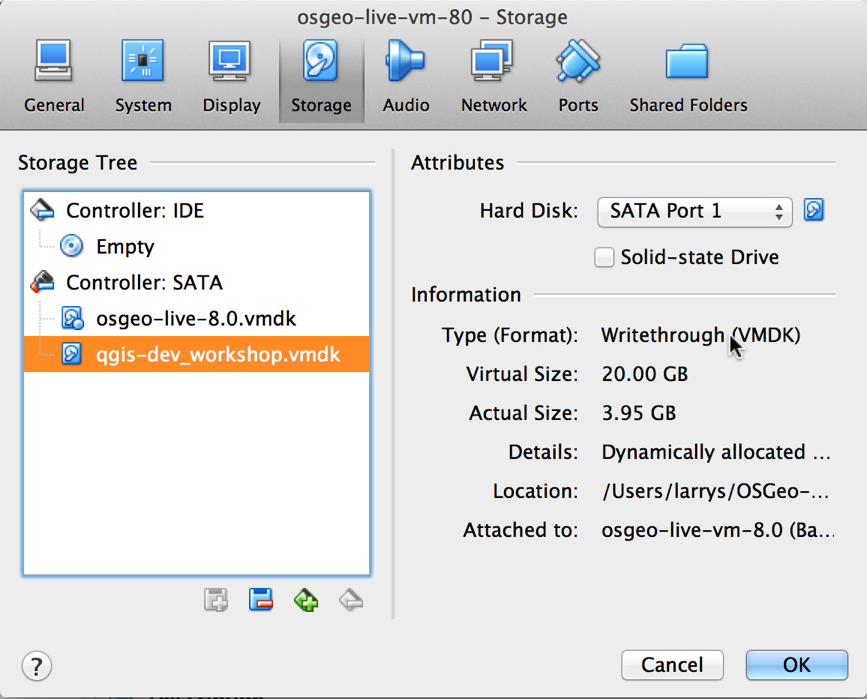 osgeo-live-vm-80 – Storage
General System Display Storage Audio Network Ports Shared Folders
Storage Tree
Controller: IDE
Empty
Controller: SATA
osgeo-live-8.0.vmdk
qgis-dev_workshop.vmdk
Attributes
Hard Disk: SATA Port 1
Solid-state Drive
Information
Type (Format): Writethrough (VMDK)
Virtual Size: 20.00 GB
Actual Size: 3.95 GB
Details: Dynamically allocated ...
Location: /Users/larrys/OSGeo-...
Attached to: osgeo-live-vm-8.0 (Ba...
?
Cancel OK